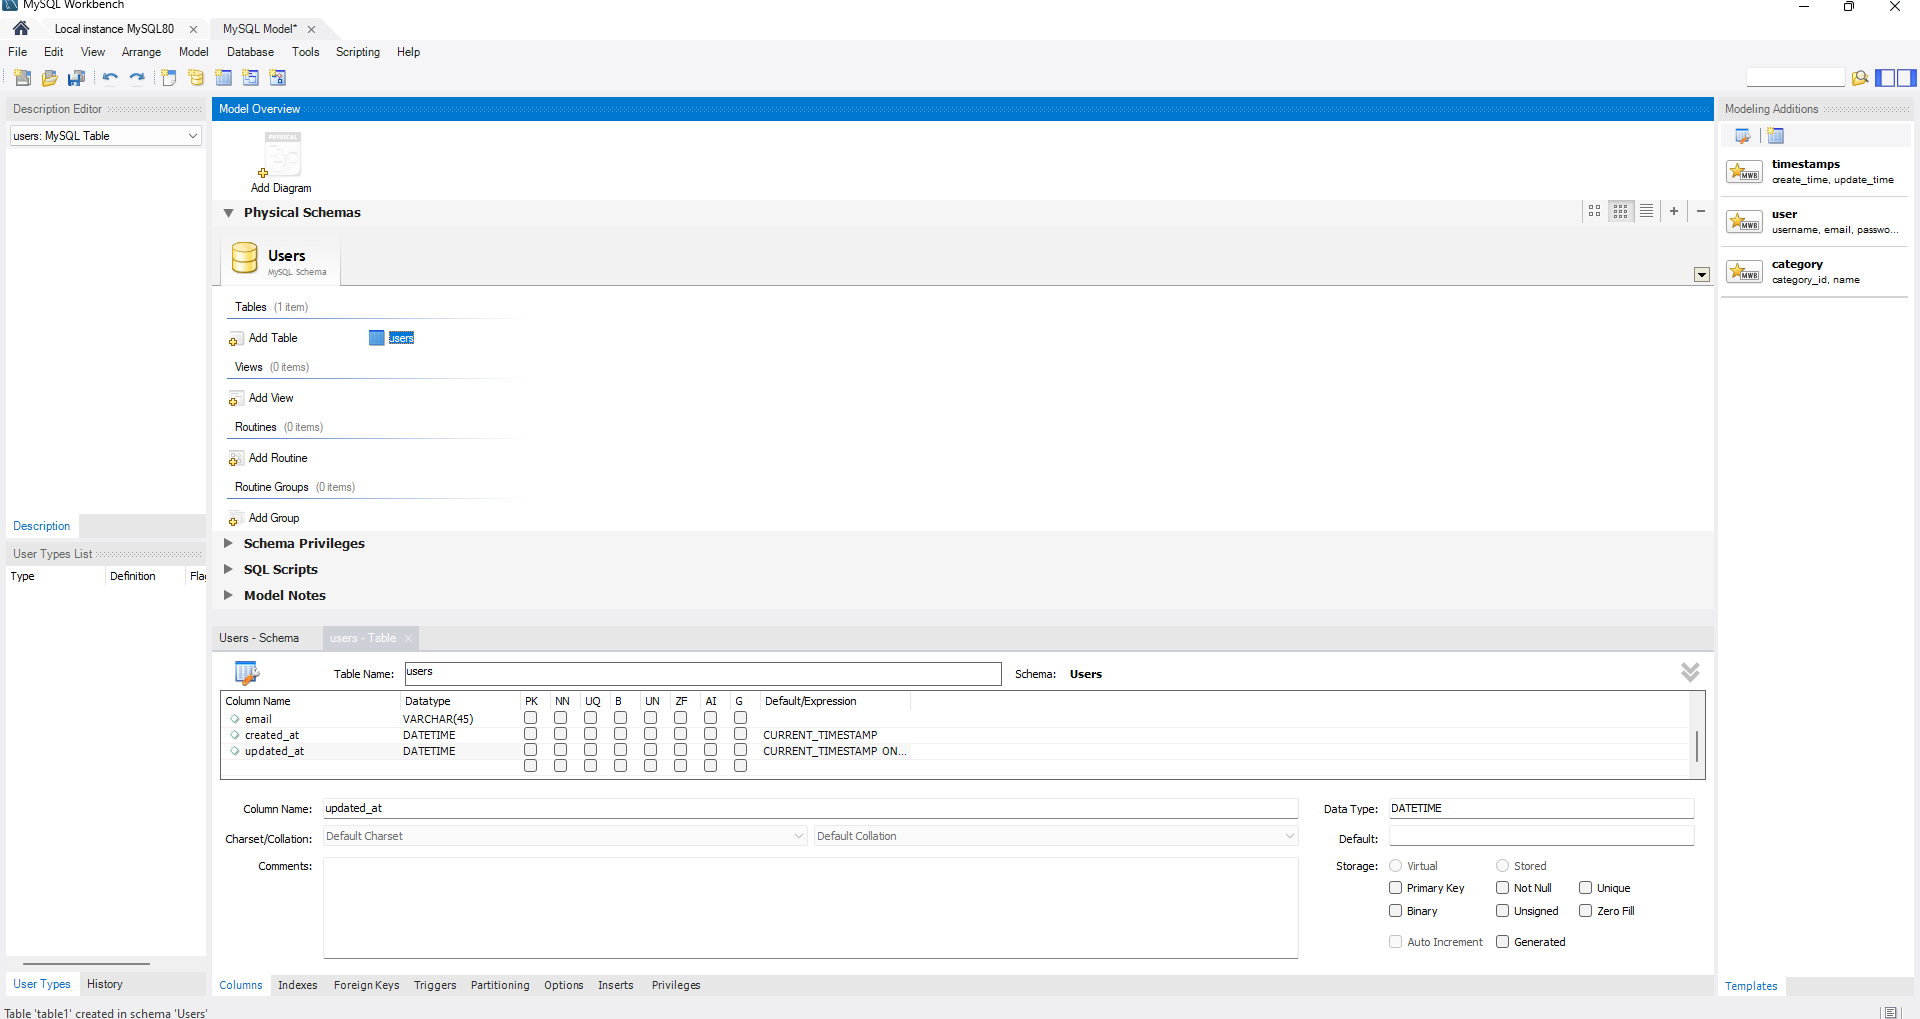 MySQL Workbench
Local instance MySQL80
MySQL Model*
File Edit View Arrange Model Database Tools Scripting Help
Description Editor
users: MySQL Table
Description
User Types List
Type Definition Flag
User Types History
Model Overview
PHYSICAL
Add Diagram
Physical Schemas
Users
MySQL Schema
Tables (1 item)
Add Table users
Views (0 items)
Add View
Routines (0 items)
Add Routine
Routine Groups (0 items)
Add Group
Schema Privileges
SQL Scripts
Model Notes
Users - Schema users - Table
Table Name: users Schema: Users
Column Name Datatype PK NN UQ B UN ZF AI G Default/Expression
email VARCHAR(45)
created_at DATETIME CURRENT_TIMESTAMP
updated_at DATETIME CURRENT_TIMESTAMP ON...
Column Name: updated_at Data Type: DATETIME
Charset/Collation: Default Charset Default Collation Default:
Comments: Storage: Virtual Stored
Primary Key Not Null Unique
Binary Unsigned Zero Fill
Auto Increment Generated
Columns Indexes Foreign Keys Triggers Partitioning Options Inserts Privileges
Modeling Additions
MWB timestamps
create_time, update_time
MWB user
username, email, passwo...
MWB category
category_id, name
Templates
Table 'table1' created in schema 'Users'